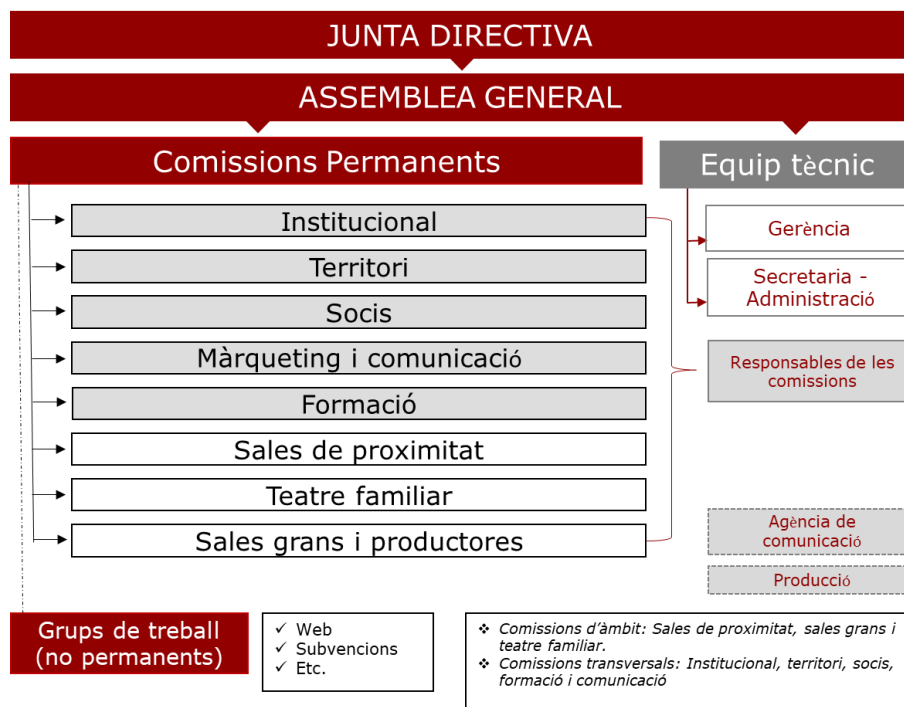 JUNTA DIRECTIVA
ASSEMBLEA GENERAL
Comissions Permanents
Institucional
Territori
Socis
Màrqueting i comunicació
Formació
Sales de proximitat
Teatre familiar
Sales grans i productores
Equip tècnic
Gerència
Secretaria -
Administració
Responsables de les
comissions
Agència de
comunicació
Producció
Grups de treball
(no permanents)
✓ Web
✓ Subvencions
✓ Etc.
❖ Comissions d'àmbit: Sales de proximitat, sales grans i
teatre familiar.
❖ Comissions transversals: Institucional, territori, socis,
formació i comunicació